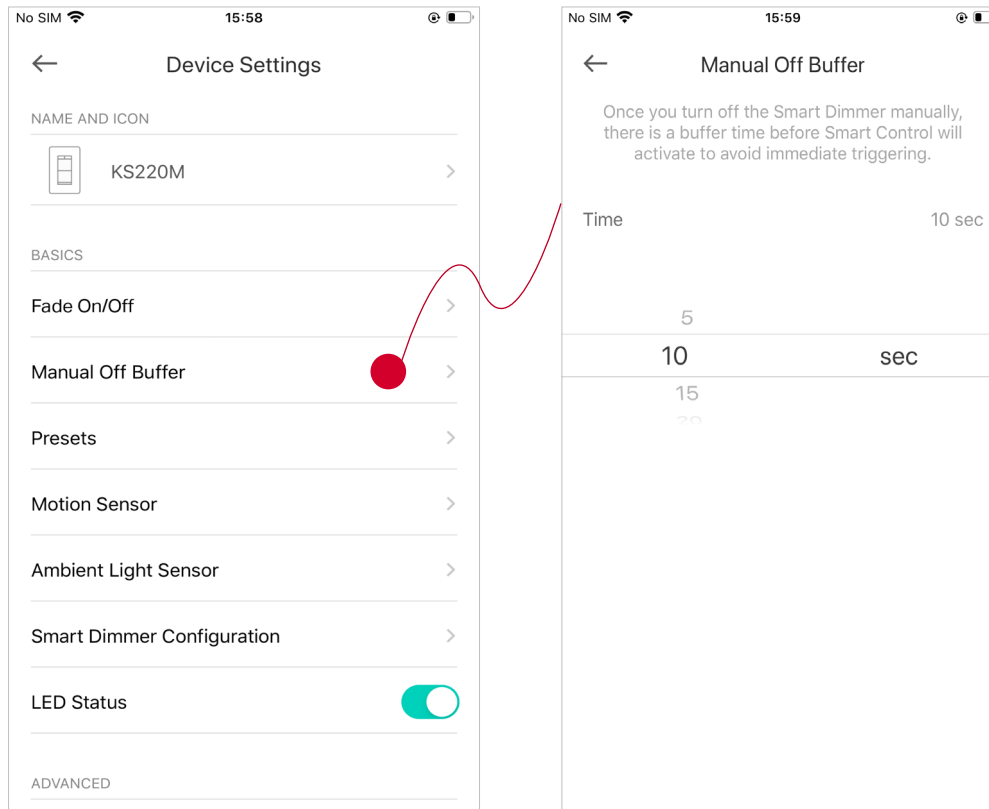 No SIM 15:58
Device Settings
NAME AND ICON
KS220M
BASICS
Fade On/Off
Manual Off Buffer
Presets
Motion Sensor
Ambient Light Sensor
Smart Dimmer Configuration
LED Status
ADVANCED
No SIM 15:59
Manual Off Buffer
Once you turn off the Smart Dimmer manually,
there is a buffer time before Smart Control will
activate to avoid immediate triggering.
Time 10 sec
5
10 sec
15